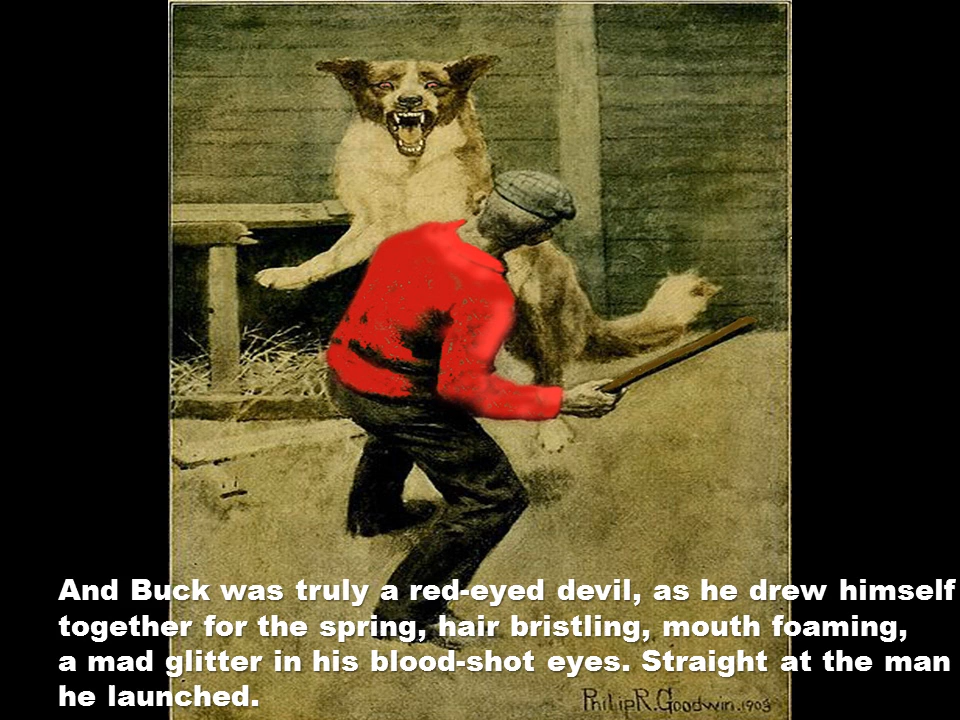 And Buck was truly a red-eyed devil, as he drew himself
together for the spring, hair bristling, mouth foaming,
a mad glitter in his blood-shot eyes. Straight at the man
he launched.
Philip R. Goodwin. 1903